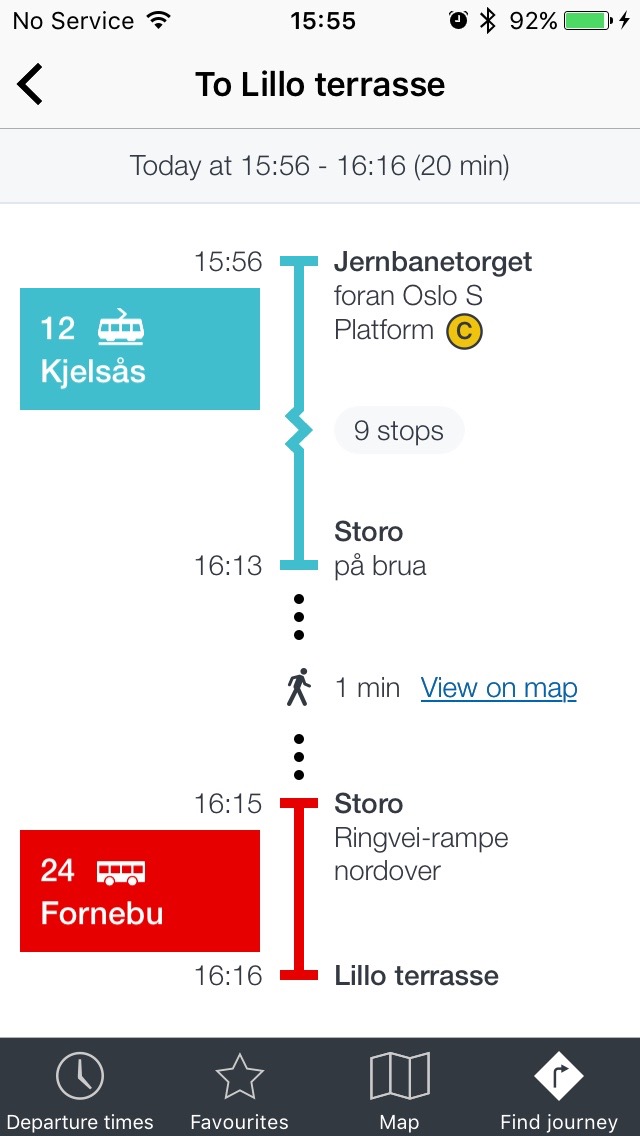 No Service 15:55 92%
To Lillo terrasse
Today at 15:56 - 16:16 (20 min)
15:56 Jernbanetorget
foran Oslo S
12
Platform C
Kjelsås
9 stops
Storo
16:13 på brua
1 min View on map
16:15 Storo
Ringvei-rampe
24
nordover
Fornebu
16:16 Lillo terrasse
Departure times Favourites Map Find journey